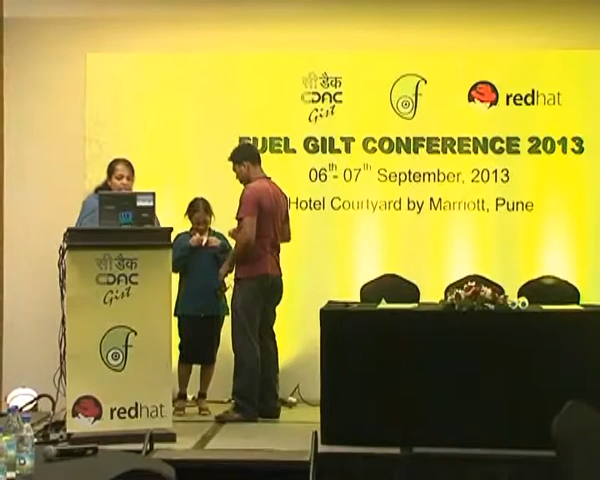 सी डैक
CDAC
Gist
f
redhat
FUEL GILT CONFERENCE 2013
06th - 07th September, 2013
Hotel Courtyard by Marriott, Pune
सी डैक
CDAC
Gist
f
redhat